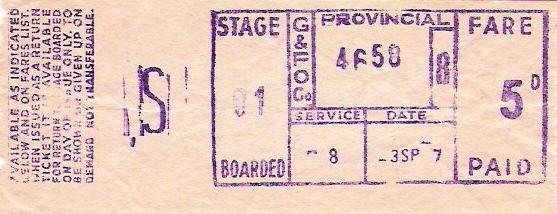 AVAILABLE AS INDICATED
BELOW AND ON FARES LIST.
WHEN ISSUED AS A RETURN
TICKET IT IS AVAILABLE
FOR RETURN STAGE BOARDED
ON DAY OF ISSUE ONLY. TO
BE SHOWN OR GIVEN UP ON
DEMAND NOT TRANSFERABLE.
S
STAGE
01
BOARDED
G&FOGCo
PROVINCIAL
4658
8
SERVICE
8
DATE
3SP 7
FARE
5D
PAID